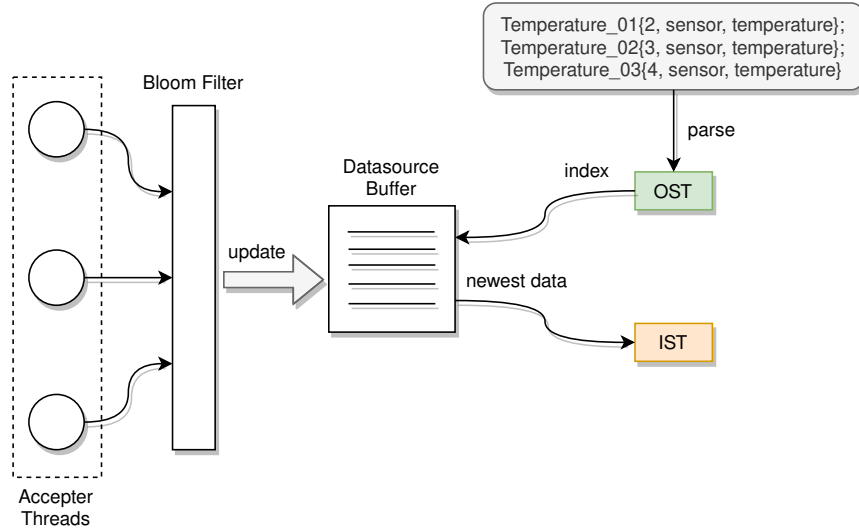 Temperature_01{2, sensor, temperature};
Temperature_02{3, sensor, temperature};
Temperature_03{4, sensor, temperature}
Bloom Filter
parse
Datasource
Buffer
index
OST
update
newest data
IST
Accepter
Threads